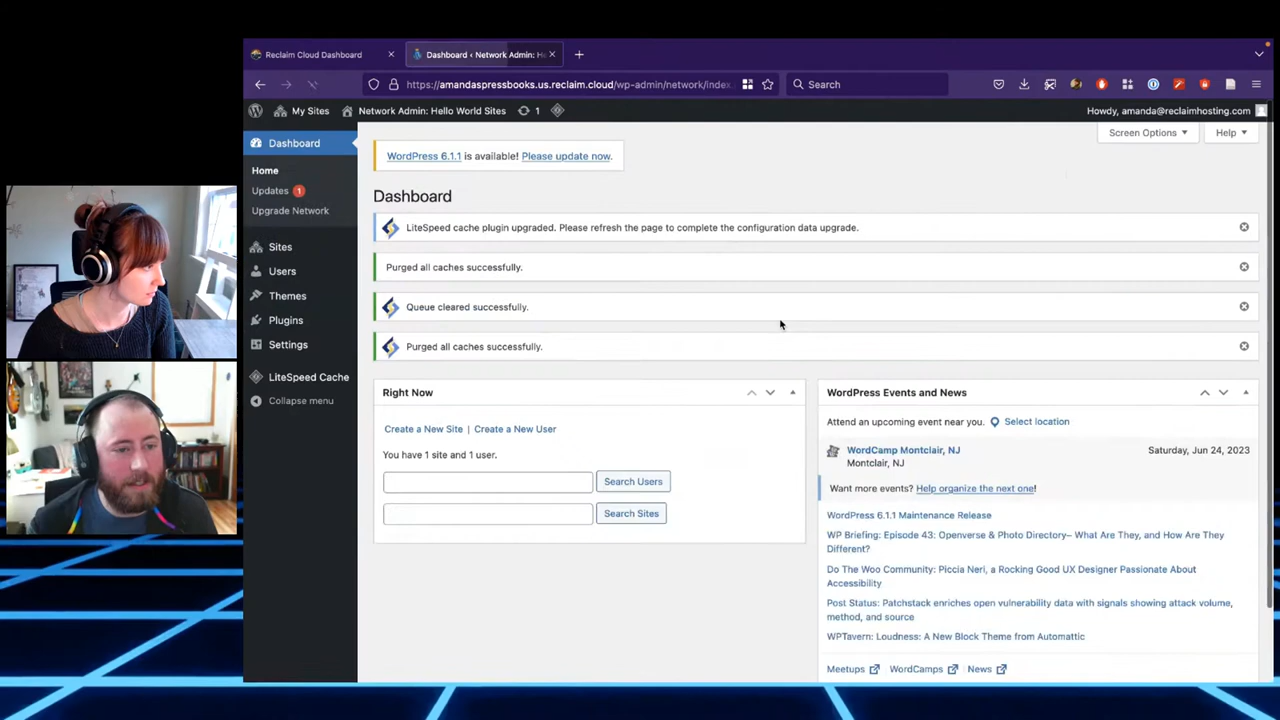 Reclaim Cloud Dashboard
Dashboard ‹ Network Admin: He
https://amandaspressbooks.us.reclaim.cloud/wp-admin/network/index.
Search
My Sites
Network Admin: Hello World Sites
1
Howdy, amanda@reclaimhosting.com
Screen Options
Help
Dashboard
Home
Updates 1
Upgrade Network
Sites
Users
Themes
Plugins
Settings
LiteSpeed Cache
Collapse menu
WordPress 6.1.1 is available! Please update now.
Dashboard
LiteSpeed cache plugin upgraded. Please refresh the page to complete the configuration data upgrade.
Purged all caches successfully.
Queue cleared successfully.
Purged all caches successfully.
Right Now
Create a New Site | Create a New User
You have 1 site and 1 user.
Search Users
Search Sites
WordPress Events and News
Attend an upcoming event near you. Select location
WordCamp Montclair, NJ
Saturday, Jun 24, 2023
Montclair, NJ
Want more events? Help organize the next one!
WordPress 6.1.1 Maintenance Release
WP Briefing: Episode 43: Openverse & Photo Directory– What Are They, and How Are They
Different?
Do The Woo Community: Piccia Neri, a Rocking Good UX Designer Passionate About
Accessibility
Post Status: Patchstack enriches open vulnerability data with signals showing attack volume,
method, and source
WPTavern: Loudness: A New Block Theme from Automattic
Meetups
WordCamps
News